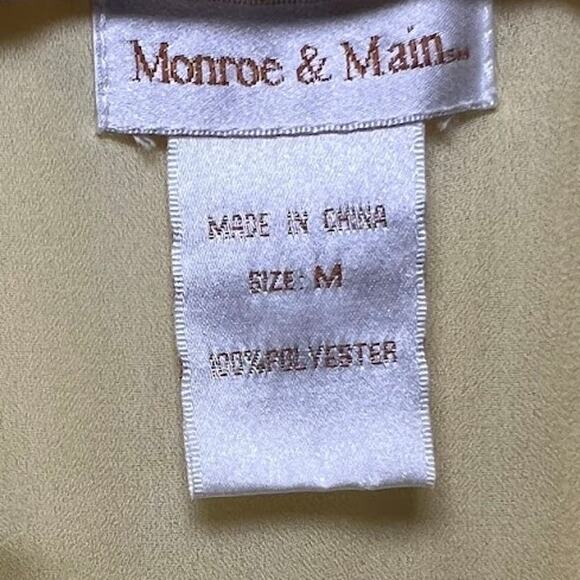 Monroe & Main
MADE IN CHINA
SIZE: M
100% POLYESTER